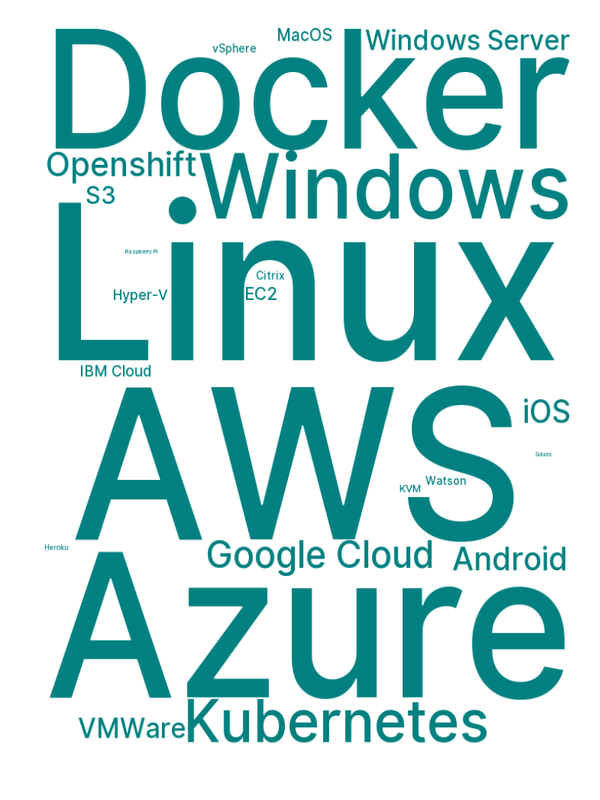 MacOS
Windows Server
vSphere
Docker
Openshift
Windows
S3
Linux
Raspberry Pi
Citrix
Hyper-V
EC2
IBM Cloud
AWS
iOS
Solaris
Watson
KVM
Heroku
Google Cloud
Android
Azure
VMWare
Kubernetes